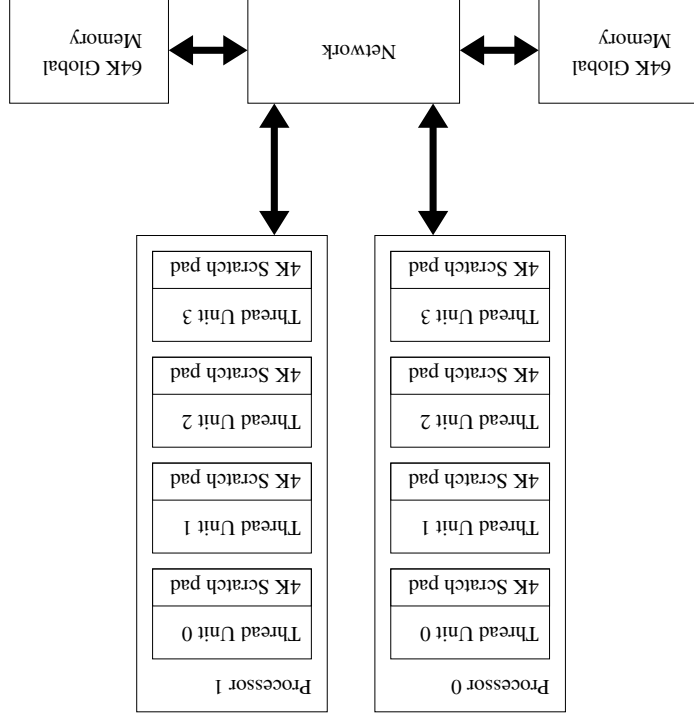 Processor 0
Thread Unit 0
4K Scratch pad
Thread Unit 1
4K Scratch pad
Thread Unit 2
4K Scratch pad
Thread Unit 3
4K Scratch pad
Processor 1
Thread Unit 0
4K Scratch pad
Thread Unit 1
4K Scratch pad
Thread Unit 2
4K Scratch pad
Thread Unit 3
4K Scratch pad
64K Global
Memory
Network
64K Global
Memory